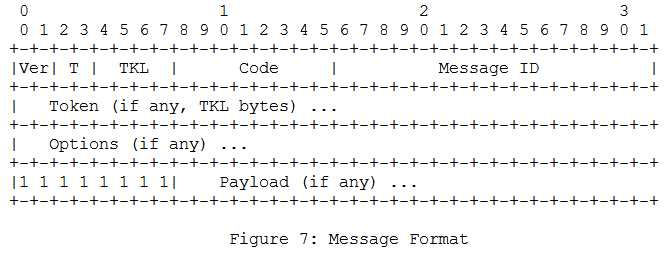 0                   1                   2                   3
 0 1 2 3 4 5 6 7 8 9 0 1 2 3 4 5 6 7 8 9 0 1 2 3 4 5 6 7 8 9 0 1
+-+-+-+-+-+-+-+-+-+-+-+-+-+-+-+-+-+-+-+-+-+-+-+-+-+-+-+-+-+-+-+-+
|Ver| T |  TKL  |      Code     |          Message ID           |
+-+-+-+-+-+-+-+-+-+-+-+-+-+-+-+-+-+-+-+-+-+-+-+-+-+-+-+-+-+-+-+-+
|   Token (if any, TKL bytes) ...
+-+-+-+-+-+-+-+-+-+-+-+-+-+-+-+-+-+-+-+-+-+-+-+-+-+-+-+-+-+-+-+-+
|   Options (if any) ...
+-+-+-+-+-+-+-+-+-+-+-+-+-+-+-+-+-+-+-+-+-+-+-+-+-+-+-+-+-+-+-+-+
|1 1 1 1 1 1 1 1|    Payload (if any) ...
+-+-+-+-+-+-+-+-+-+-+-+-+-+-+-+-+-+-+-+-+-+-+-+-+-+-+-+-+-+-+-+-+
Figure 7: Message Format